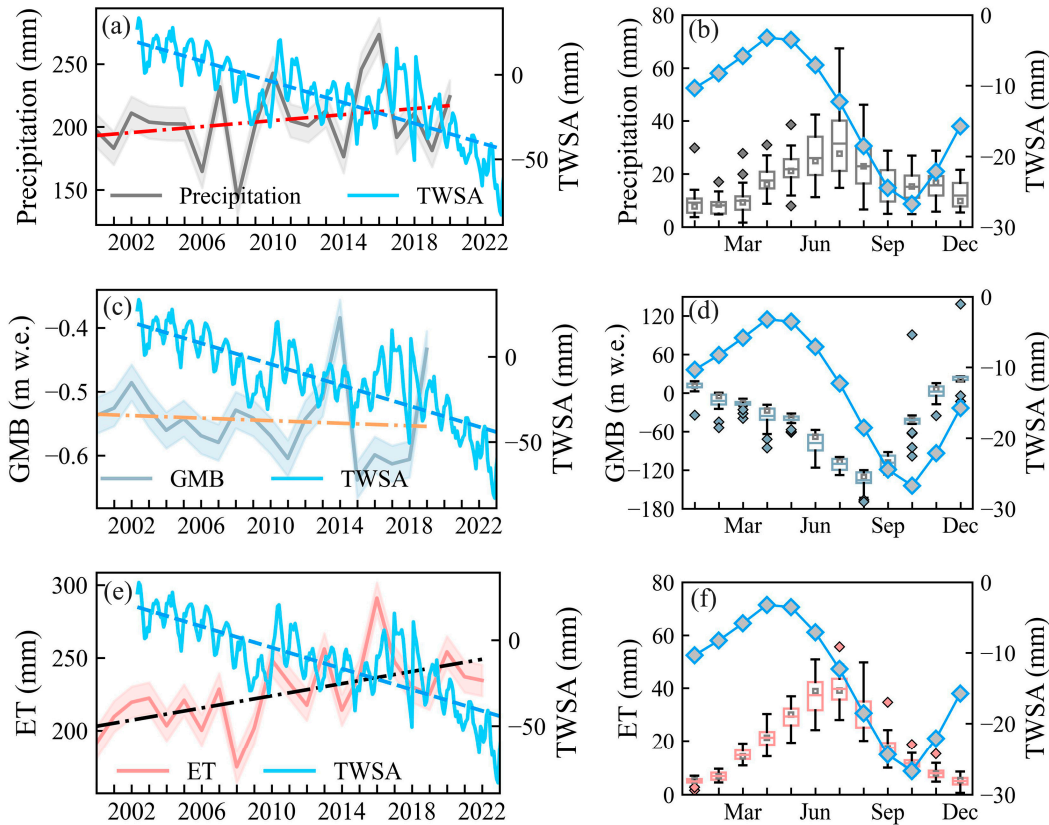 (a)
Precipitation (mm)
250
200
150
0
−50
TWSA (mm)
Precipitation
TWSA
2002 2006 2010 2014 2018 2022
(b)
Precipitation (mm)
80
60
40
20
0
0
−10
−20
−30
TWSA (mm)
Mar Jun Sep Dec
(c)
GMB (m w.e.)
−0.4
−0.5
−0.6
0
−50
TWSA (mm)
GMB
TWSA
2002 2006 2010 2014 2018 2022
(d)
GMB (m w.e.)
120
60
0
−60
−120
−180
0
−10
−20
−30
TWSA (mm)
Mar Jun Sep Dec
(e)
ET (mm)
300
250
200
0
−50
TWSA (mm)
ET
TWSA
2002 2006 2010 2014 2018 2022
(f)
ET (mm)
80
60
40
20
0
0
−10
−20
−30
TWSA (mm)
Mar Jun Sep Dec